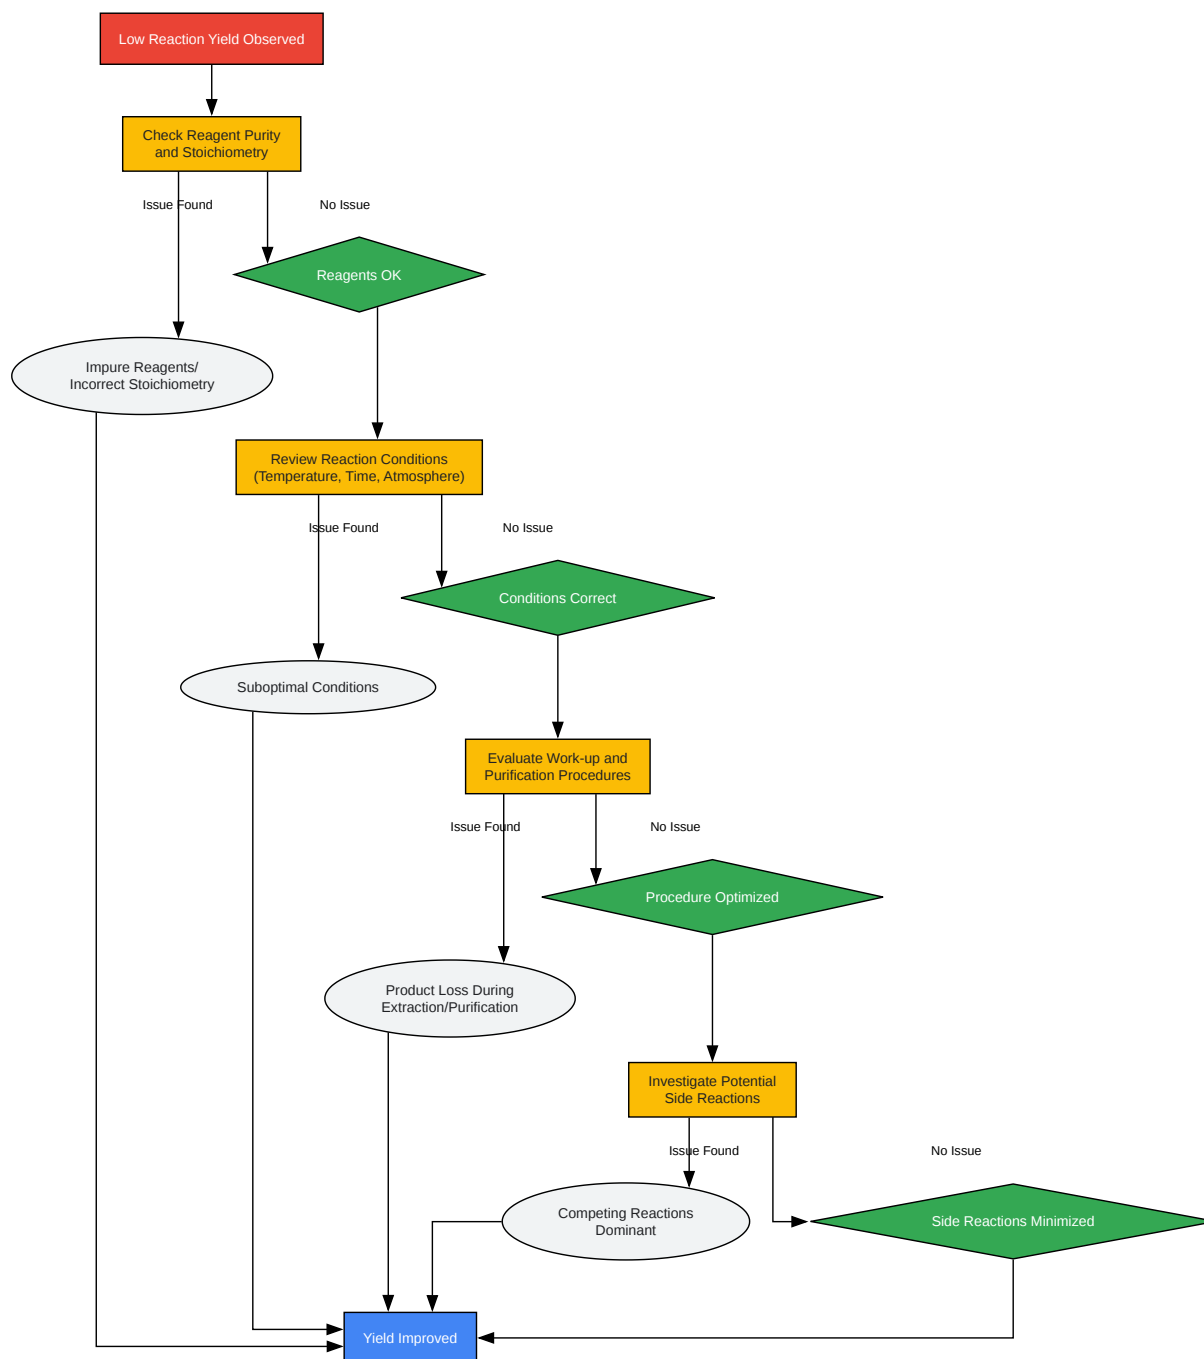 Low Reaction Yield Observed
Check Reagent Purity
and Stoichiometry
Issue Found
No Issue
Reagents OK
Impure Reagents/
Incorrect Stoichiometry
Review Reaction Conditions
(Temperature, Time, Atmosphere)
Issue Found
No Issue
Conditions Correct
Suboptimal Conditions
Evaluate Work-up and
Purification Procedures
Issue Found
No Issue
Procedure Optimized
Product Loss During
Extraction/Purification
Investigate Potential
Side Reactions
Issue Found
No Issue
Competing Reactions
Dominant
Side Reactions Minimized
Yield Improved